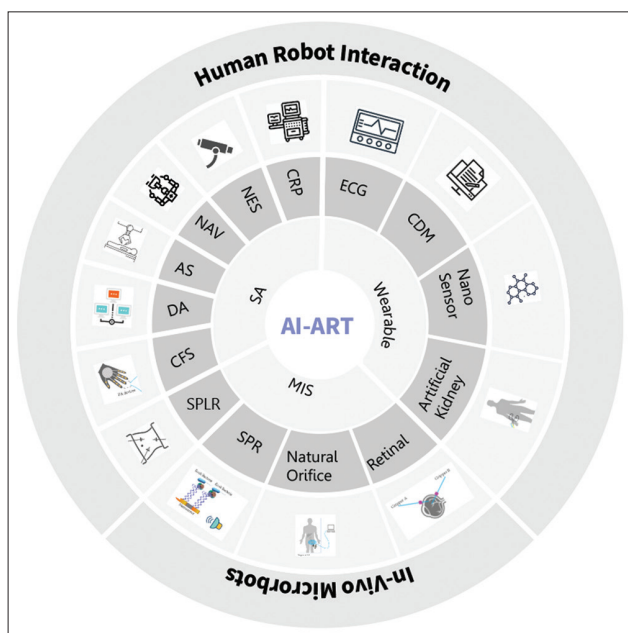 Human Robot Interaction
CRP
ECG
NES
CDM
NAV
Nano
Sensor
AS
SA
Wearable
DA
AI-ART
CFS
MIS
Artificial
Kidney
SPLR
SPR
Natural
Orifice
Retinal
In-Vivo Microrbots